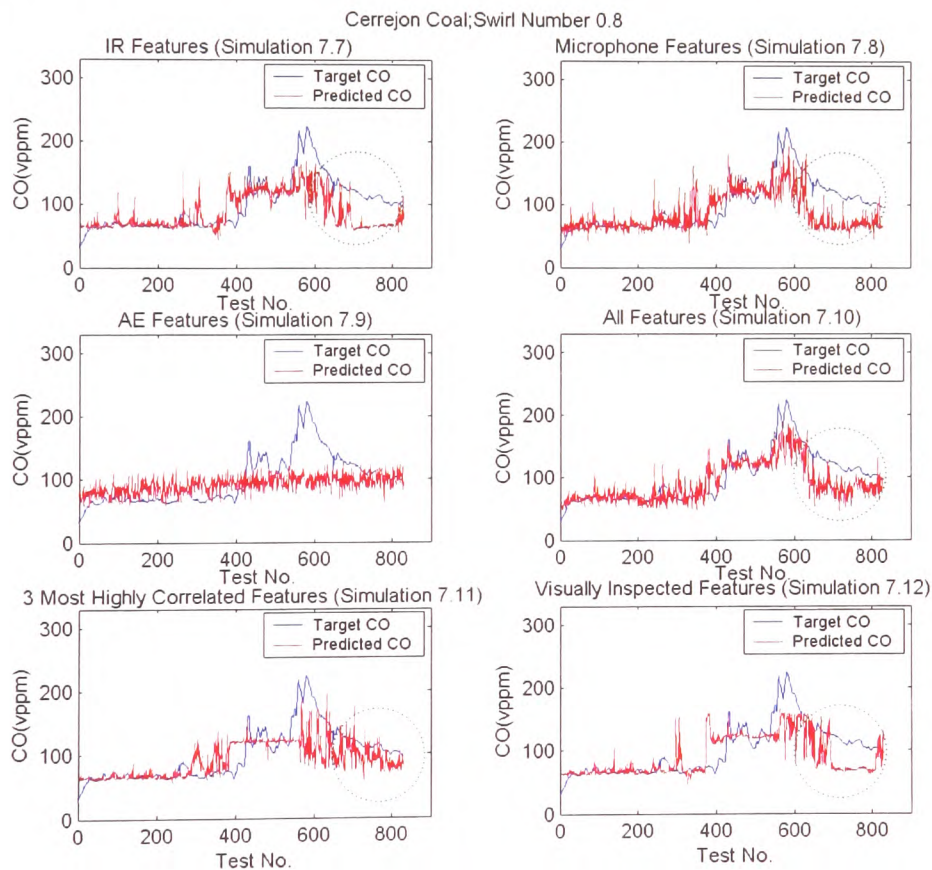 Cerrejon Coal;Swirl Number 0.8
IR Features (Simulation 7.7)
300
200
100
0
CO(vppm)
Target CO
Predicted CO
0 200 400 600 800
Test No.
Microphone Features (Simulation 7.8)
300
200
100
0
CO(vppm)
Target CO
Predicted CO
0 200 400 600 800
Test No.
AE Features (Simulation 7.9)
300
200
100
0
CO(vppm)
Target CO
Predicted CO
0 200 400 600 800
Test No.
All Features (Simulation 7.10)
300
200
100
0
CO(vppm)
Target CO
Predicted CO
0 200 400 600 800
Test No.
3 Most Highly Correlated Features (Simulation 7.11)
300
200
100
0
CO(vppm)
Target CO
Predicted CO
0 200 400 600 800
Test No.
Visually Inspected Features (Simulation 7.12)
300
200
100
0
CO(vppm)
Target CO
Predicted CO
0 200 400 600 800
Test No.